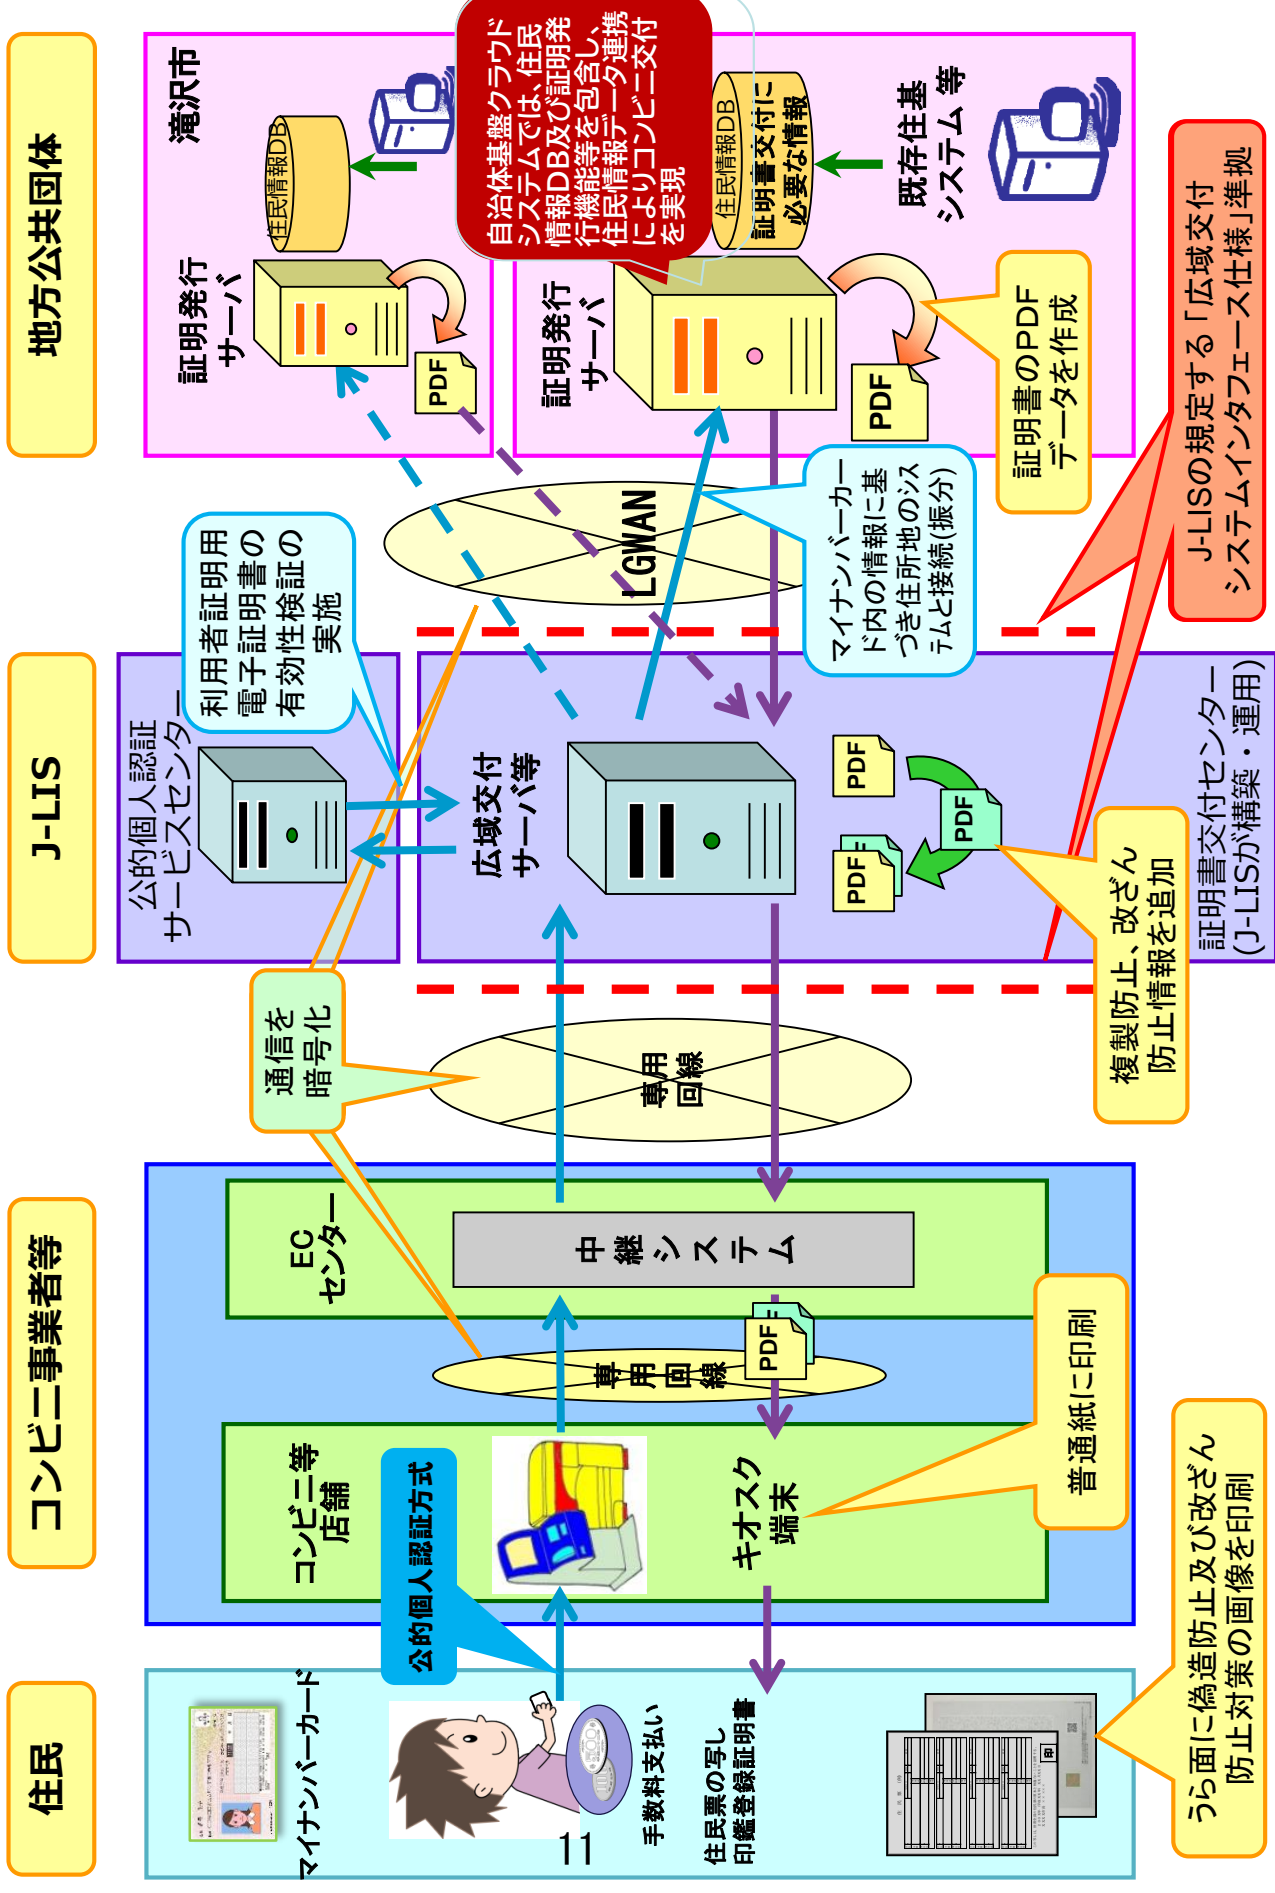 住民
コンビニ事業者等
J-LIS
地方公共団体
マイナンバーカード
手数料支払い
住民票の写し
印鑑登録証明書
11
うら面に偽造防止及び改ざん
防止対策の画像を印刷
公的個人認証方式
コンビニ等
店舗
キオスク
端末
普通紙に印刷
専用回線
PDF
EC
センター
中継システム
通信を
暗号化
専用
回線
公的個人認証
サービスセンター
利用者証明用
電子証明書の
有効性検証の
実施
広域交付
サーバ等
PDF
PDF
PDF
複製防止、改ざん
防止情報を追加
証明書交付センター
(J-LISが構築・運用)
LGWAN
マイナンバーカー
ド内の情報に基
づき住所地のシス
テムと接続(振分)
J-LISの規定する「広域交付
システムインタフェース仕様」準拠
滝沢市
証明発行
サーバ
住民情報DB
PDF
自治体基盤クラウド
システムでは、住民
情報DB及び証明発
行機能等を包含し、
住民情報データ連携
によりコンビニ交付
を実現
証明発行
サーバ
住民情報DB
証明書交付に
必要な情報
PDF
既存住基
システム 等
証明書のPDF
データを作成